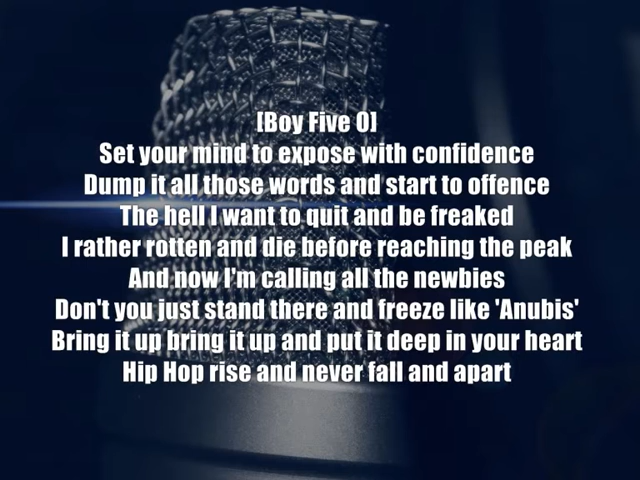 [Boy Five O]
Set your mind to expose with confidence
Dump it all those words and start to offence
The hell I want to quit and be freaked
I rather rotten and die before reaching the peak
And now I'm calling all the newbies
Don't you just stand there and freeze like 'Anubis'
Bring it up bring it up and put it deep in your heart
Hip Hop rise and never fall and apart